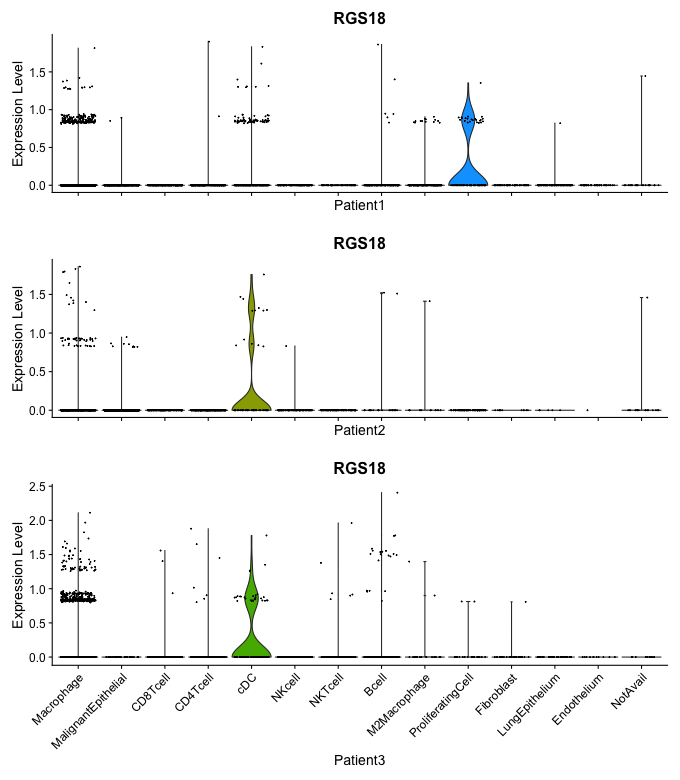 RGS18
Expression Level
1.5
1.0
0.5
0.0
Patient1
RGS18
Expression Level
1.5
1.0
0.5
0.0
Patient2
RGS18
Expression Level
2.5
2.0
1.5
1.0
0.5
0.0
Macrophage
MalignantEpithelial
CD8Tcell
CD4Tcell
cDC
NKcell
NKTcell
Bcell
M2Macrophage
ProliferatingCell
Fibroblast
LungEpithelium
Endothelium
NotAvail
Patient3